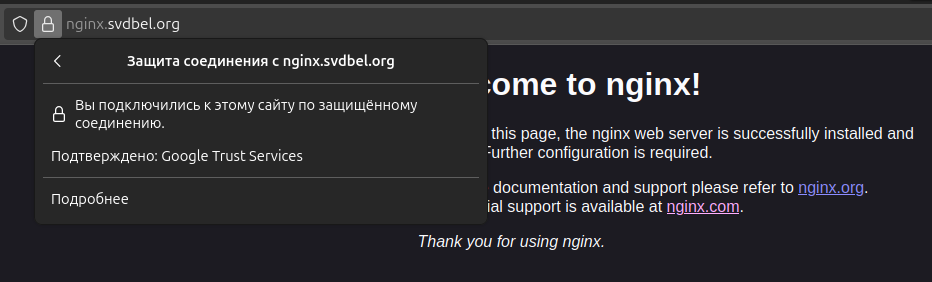 nginx.svdbel.org
Защита соединения с nginx.svdbel.org
Вы подключились к этому сайту по защищённому
соединению.
Подтверждено: Google Trust Services
Подробнее
come to nginx!
this page, the nginx web server is successfully installed and
Further configuration is required.
documentation and support please refer to nginx.org.
ial support is available at nginx.com.
Thank you for using nginx.